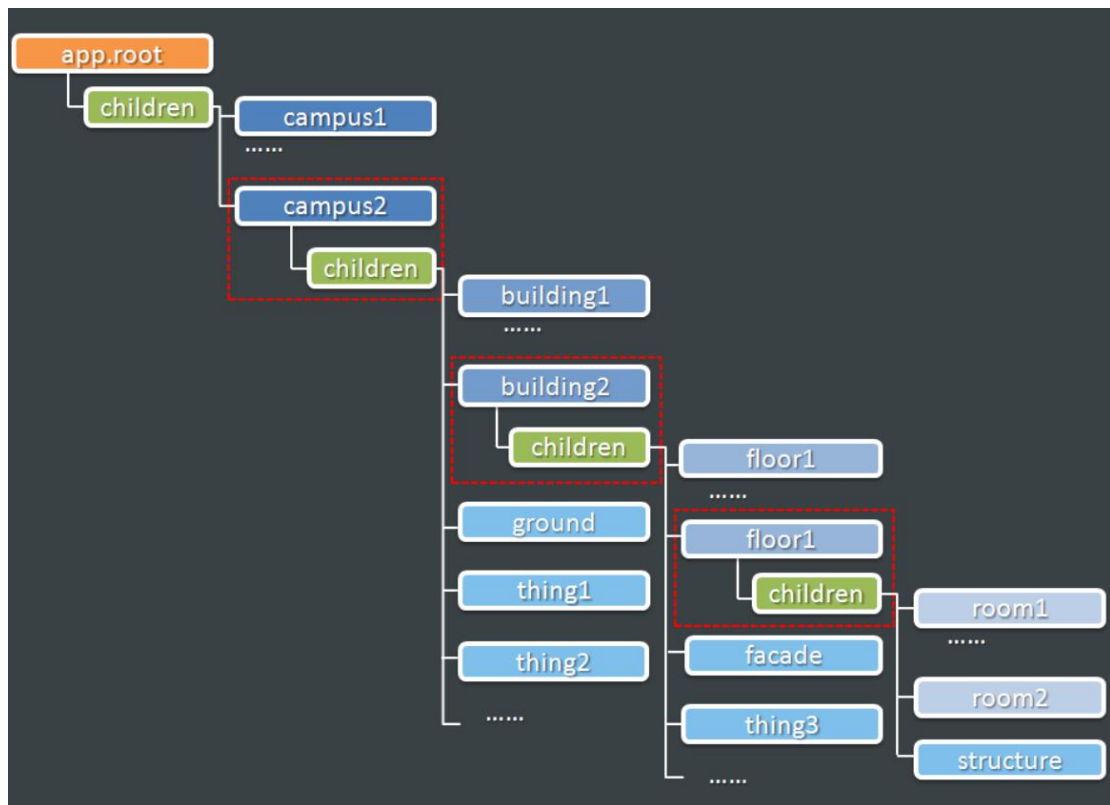 app.root
children
campus1
……
campus2
children
building1
……
building2
children
floor1
……
ground
floor1
thing1
children
room1
……
facade
thing2
room2
……
thing3
structure
……